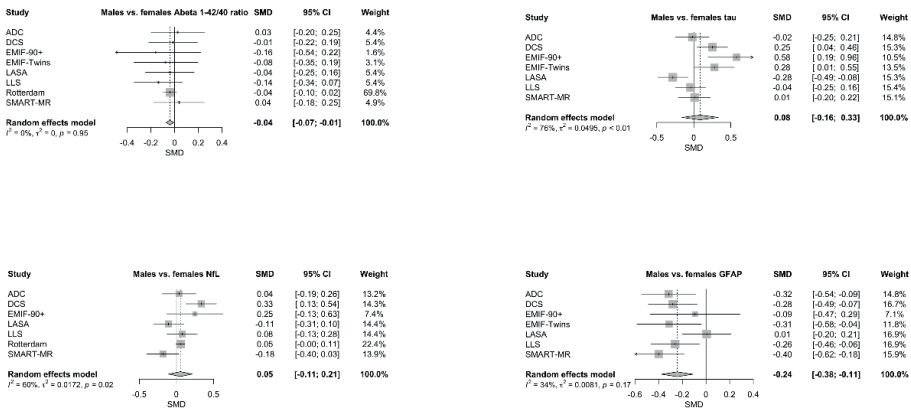 Study Males vs. females Abeta 1-42/40 ratio SMD 95% CI Weight
ADC 0.03 [-0.20; 0.25] 4.4%
DCS -0.01 [-0.22; 0.19] 5.4%
EMIF-90+ -0.16 [-0.54; 0.22] 1.6%
EMIF-Twins -0.08 [-0.35; 0.19] 3.1%
LASA -0.04 [-0.25; 0.16] 5.4%
LLS -0.14 [-0.34; 0.07] 5.4%
Rotterdam -0.04 [-0.10; 0.02] 69.8%
SMART-MR 0.04 [-0.18; 0.25] 4.9%
Random effects model -0.04 [-0.07; -0.01] 100.0%
I² = 0%, τ² = 0, p = 0.95
-0.4 -0.2 0 0.2 0.4
SMD
Study Males vs. females tau SMD 95% CI Weight
ADC -0.02 [-0.25; 0.21] 14.8%
DCS 0.25 [ 0.04; 0.46] 15.3%
EMIF-90+ 0.58 [ 0.19; 0.96] 10.5%
EMIF-Twins 0.28 [ 0.01; 0.55] 13.5%
LASA -0.28 [-0.49; -0.08] 15.3%
LLS -0.04 [-0.25; 0.16] 15.4%
SMART-MR 0.01 [-0.20; 0.22] 15.1%
Random effects model 0.08 [-0.16; 0.33] 100.0%
I² = 76%, τ² = 0.0495, p < 0.01
-0.5 0 0.5
SMD
Study Males vs. females NfL SMD 95% CI Weight
ADC 0.04 [-0.19; 0.26] 13.2%
DCS 0.33 [ 0.13; 0.54] 14.3%
EMIF-90+ 0.25 [-0.13; 0.63] 7.4%
LASA -0.11 [-0.31; 0.10] 14.4%
LLS 0.08 [-0.13; 0.28] 14.4%
Rotterdam 0.05 [-0.00; 0.11] 22.4%
SMART-MR -0.18 [-0.40; 0.03] 13.9%
Random effects model 0.05 [-0.11; 0.21] 100.0%
I² = 60%, τ² = 0.0172, p = 0.02
-0.4 -0.2 0 0.2 0.4 0.6
SMD
Study Males vs. females GFAP SMD 95% CI Weight
ADC -0.32 [-0.54; -0.09] 14.8%
DCS -0.28 [-0.49; -0.07] 16.7%
EMIF-90+ -0.09 [-0.47; 0.29] 7.1%
EMIF-Twins -0.31 [-0.58; -0.04] 11.8%
LASA 0.01 [-0.20; 0.21] 16.9%
LLS -0.26 [-0.46; -0.06] 16.9%
SMART-MR -0.40 [-0.62; -0.18] 15.9%
Random effects model -0.24 [-0.38; -0.11] 100.0%
I² = 34%, τ² = 0.0081, p = 0.17
-0.6 -0.4 -0.2 0 0.2
SMD